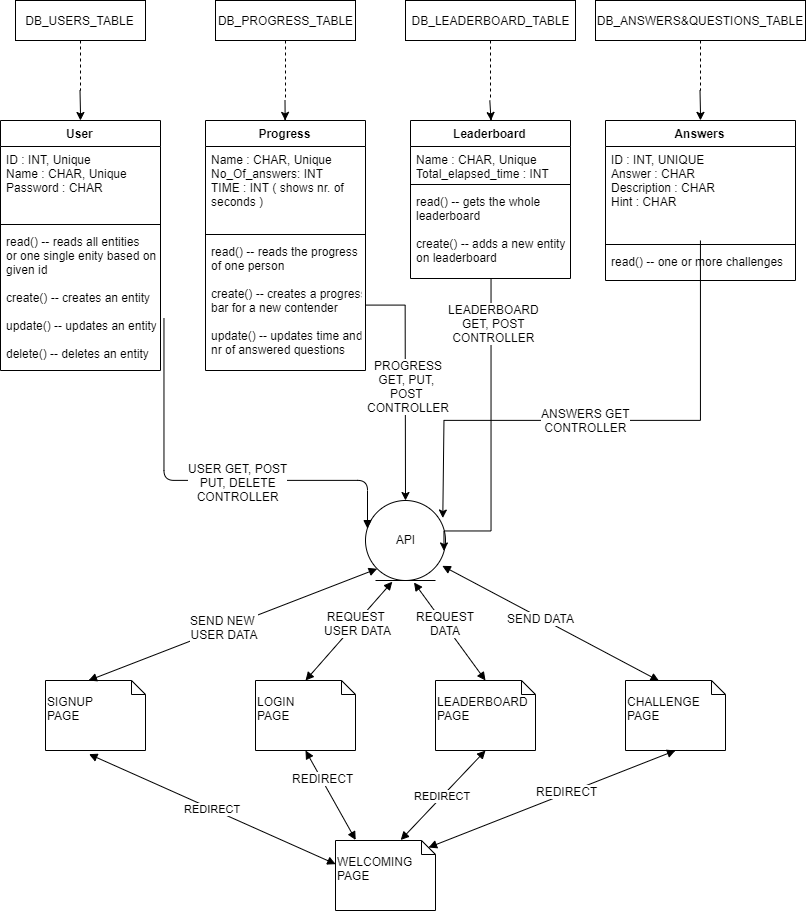 DB_USERS_TABLE
DB_PROGRESS_TABLE
DB_LEADERBOARD_TABLE
DB_ANSWERS&QUESTIONS_TABLE
User
ID : INT, Unique
Name : CHAR, Unique
Password : CHAR
read() -- reads all entities
or one single enity based on
given id
create() -- creates an entity
update() -- updates an entity
delete() -- deletes an entity
Progress
Name : CHAR, Unique
No_Of_answers: INT
TIME : INT ( shows nr. of
seconds )
read() -- reads the progress
of one person
create() -- creates a progres
bar for a new contender
update() -- updates time and
nr of answered questions
Leaderboard
Name : CHAR, Unique
Total_elapsed_time : INT
read() -- gets the whole
leaderboard
create() -- adds a new entity
on leaderboard
Answers
ID : INT, UNIQUE
Answer : CHAR
Description : CHAR
Hint : CHAR
read() -- one or more challenges
LEADERBOARD
GET, POST
CONTROLLER
PROGRESS
GET, PUT,
POST
CONTROLLER
ANSWERS GET
CONTROLLER
USER GET, POST
PUT, DELETE
CONTROLLER
API
SEND NEW
USER DATA
REQUEST
USER DATA
REQUEST
DATA
SEND DATA
SIGNUP
PAGE
LOGIN
PAGE
LEADERBOARD
PAGE
CHALLENGE
PAGE
REDIRECT
REDIRECT
REDIRECT
REDIRECT
WELCOMING
PAGE